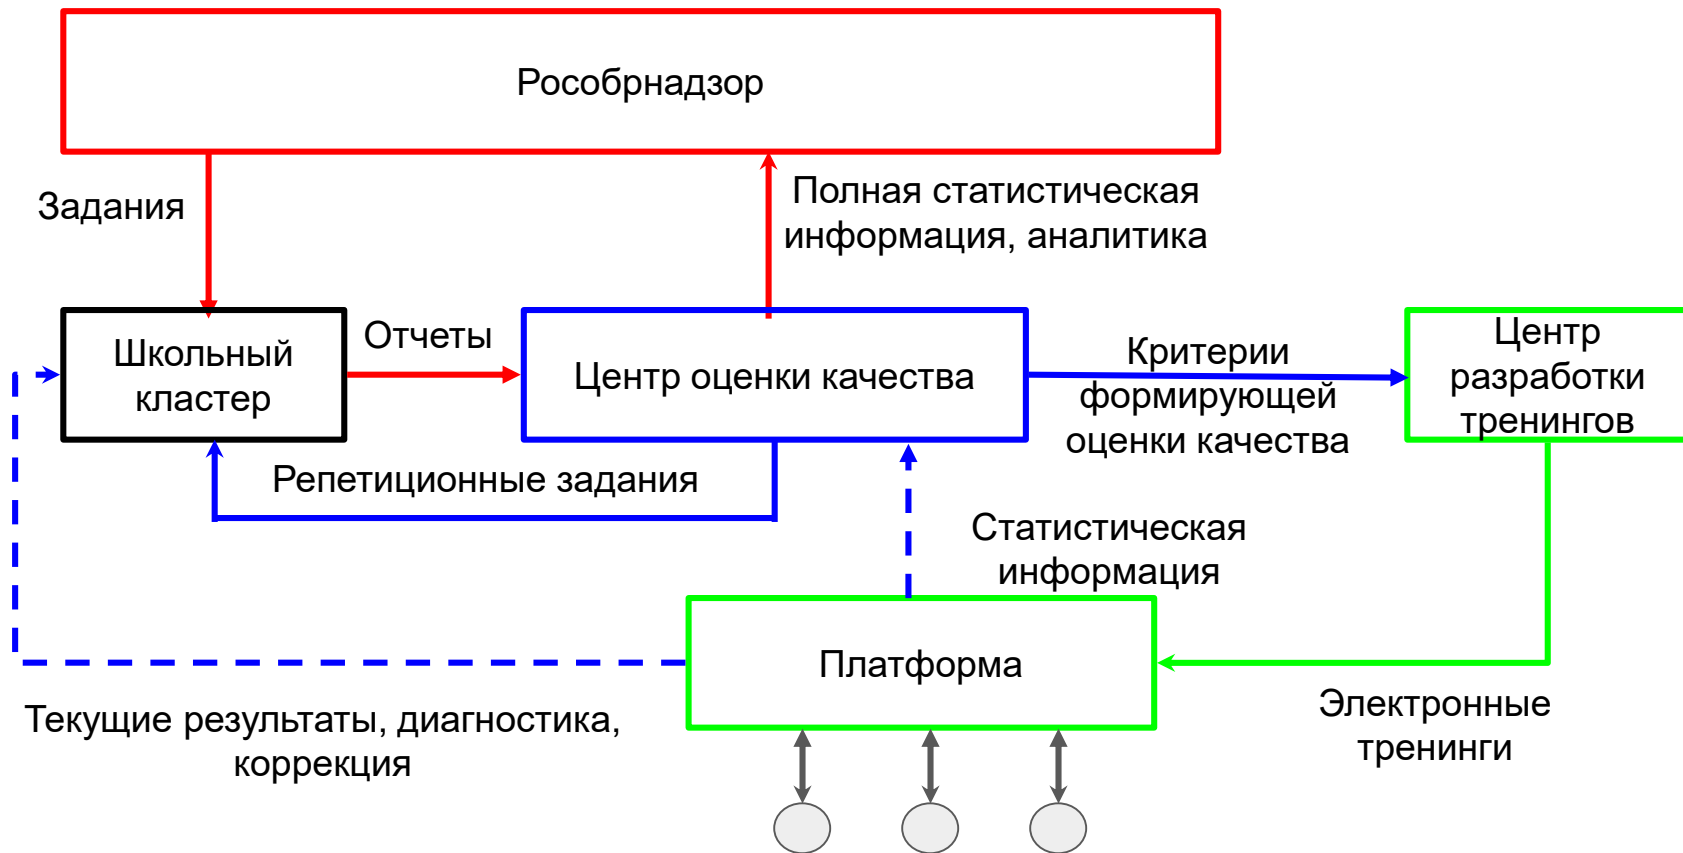 Рособрнадзор
Задания
Полная статистическая
информация, аналитика
Школьный
кластер
Отчеты
Центр оценки качества
Критерии
формирующей
оценки качества
Центр
разработки
тренингов
Репетиционные задания
Статистическая
информация
Платформа
Текущие результаты, диагностика,
коррекция
Электронные
тренинги